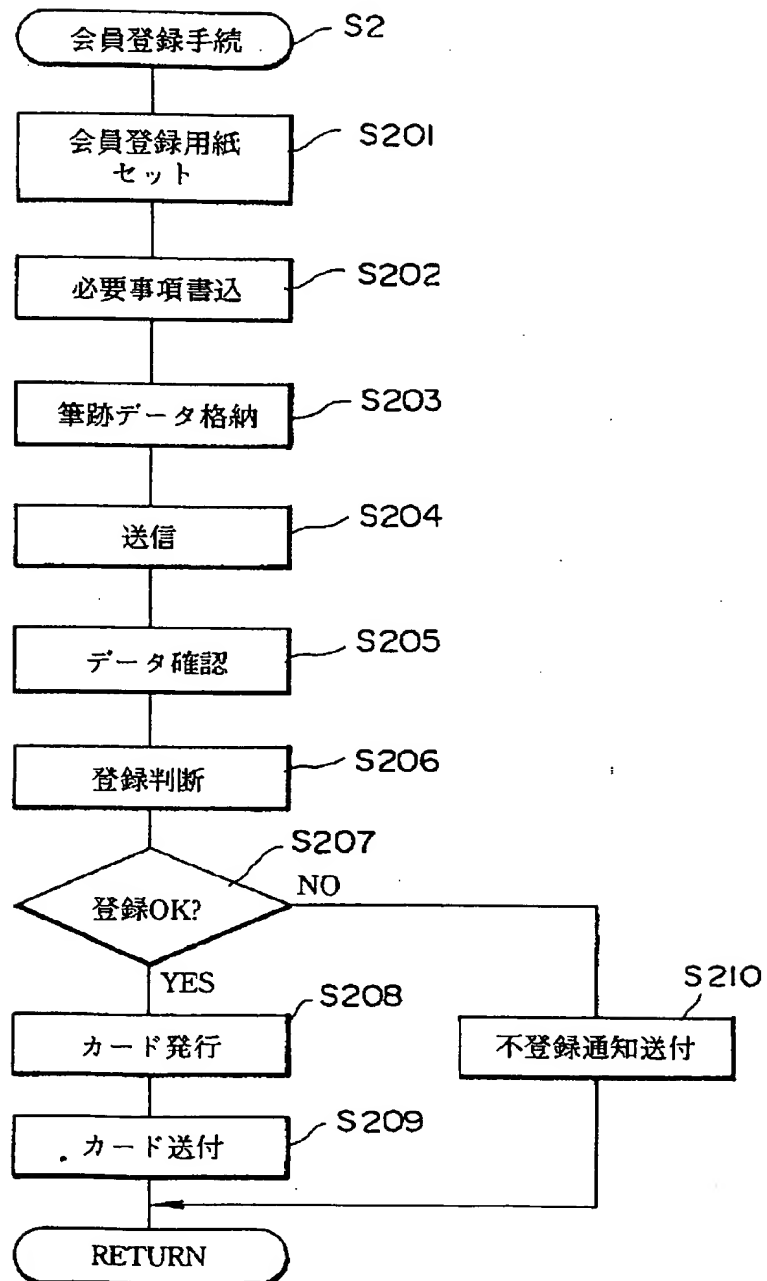 会員登録手続
S2
会員登録用紙
セット
S201
必要事項書込
S202
筆跡データ格納
S203
送信
S204
データ確認
S205
登録判断
S206
S207
登録OK?
NO
YES
カード発行
S208
不登録通知送付
S210
カード送付
S209
RETURN